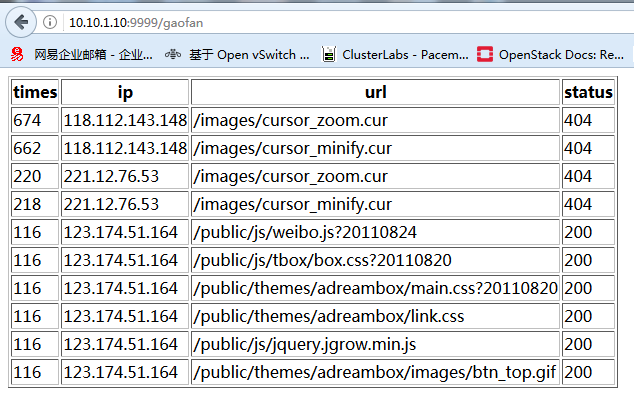 10.10.1.10:9999/gaofan
网易企业邮箱 - 企业... 基于 Open vSwitch ... ClusterLabs - Pacem... OpenStack Docs: Re...
times ip url status
674 118.112.143.148 /images/cursor_zoom.cur 404
662 118.112.143.148 /images/cursor_minify.cur 404
220 221.12.76.53 /images/cursor_zoom.cur 404
218 221.12.76.53 /images/cursor_minify.cur 404
116 123.174.51.164 /public/js/weibo.js?20110824 200
116 123.174.51.164 /public/js/tbox/box.css?20110820 200
116 123.174.51.164 /public/themes/adreambox/main.css?20110820 200
116 123.174.51.164 /public/themes/adreambox/link.css 200
116 123.174.51.164 /public/js/jquery.jgrow.min.js 200
116 123.174.51.164 /public/themes/adreambox/images/btn_top.gif 200